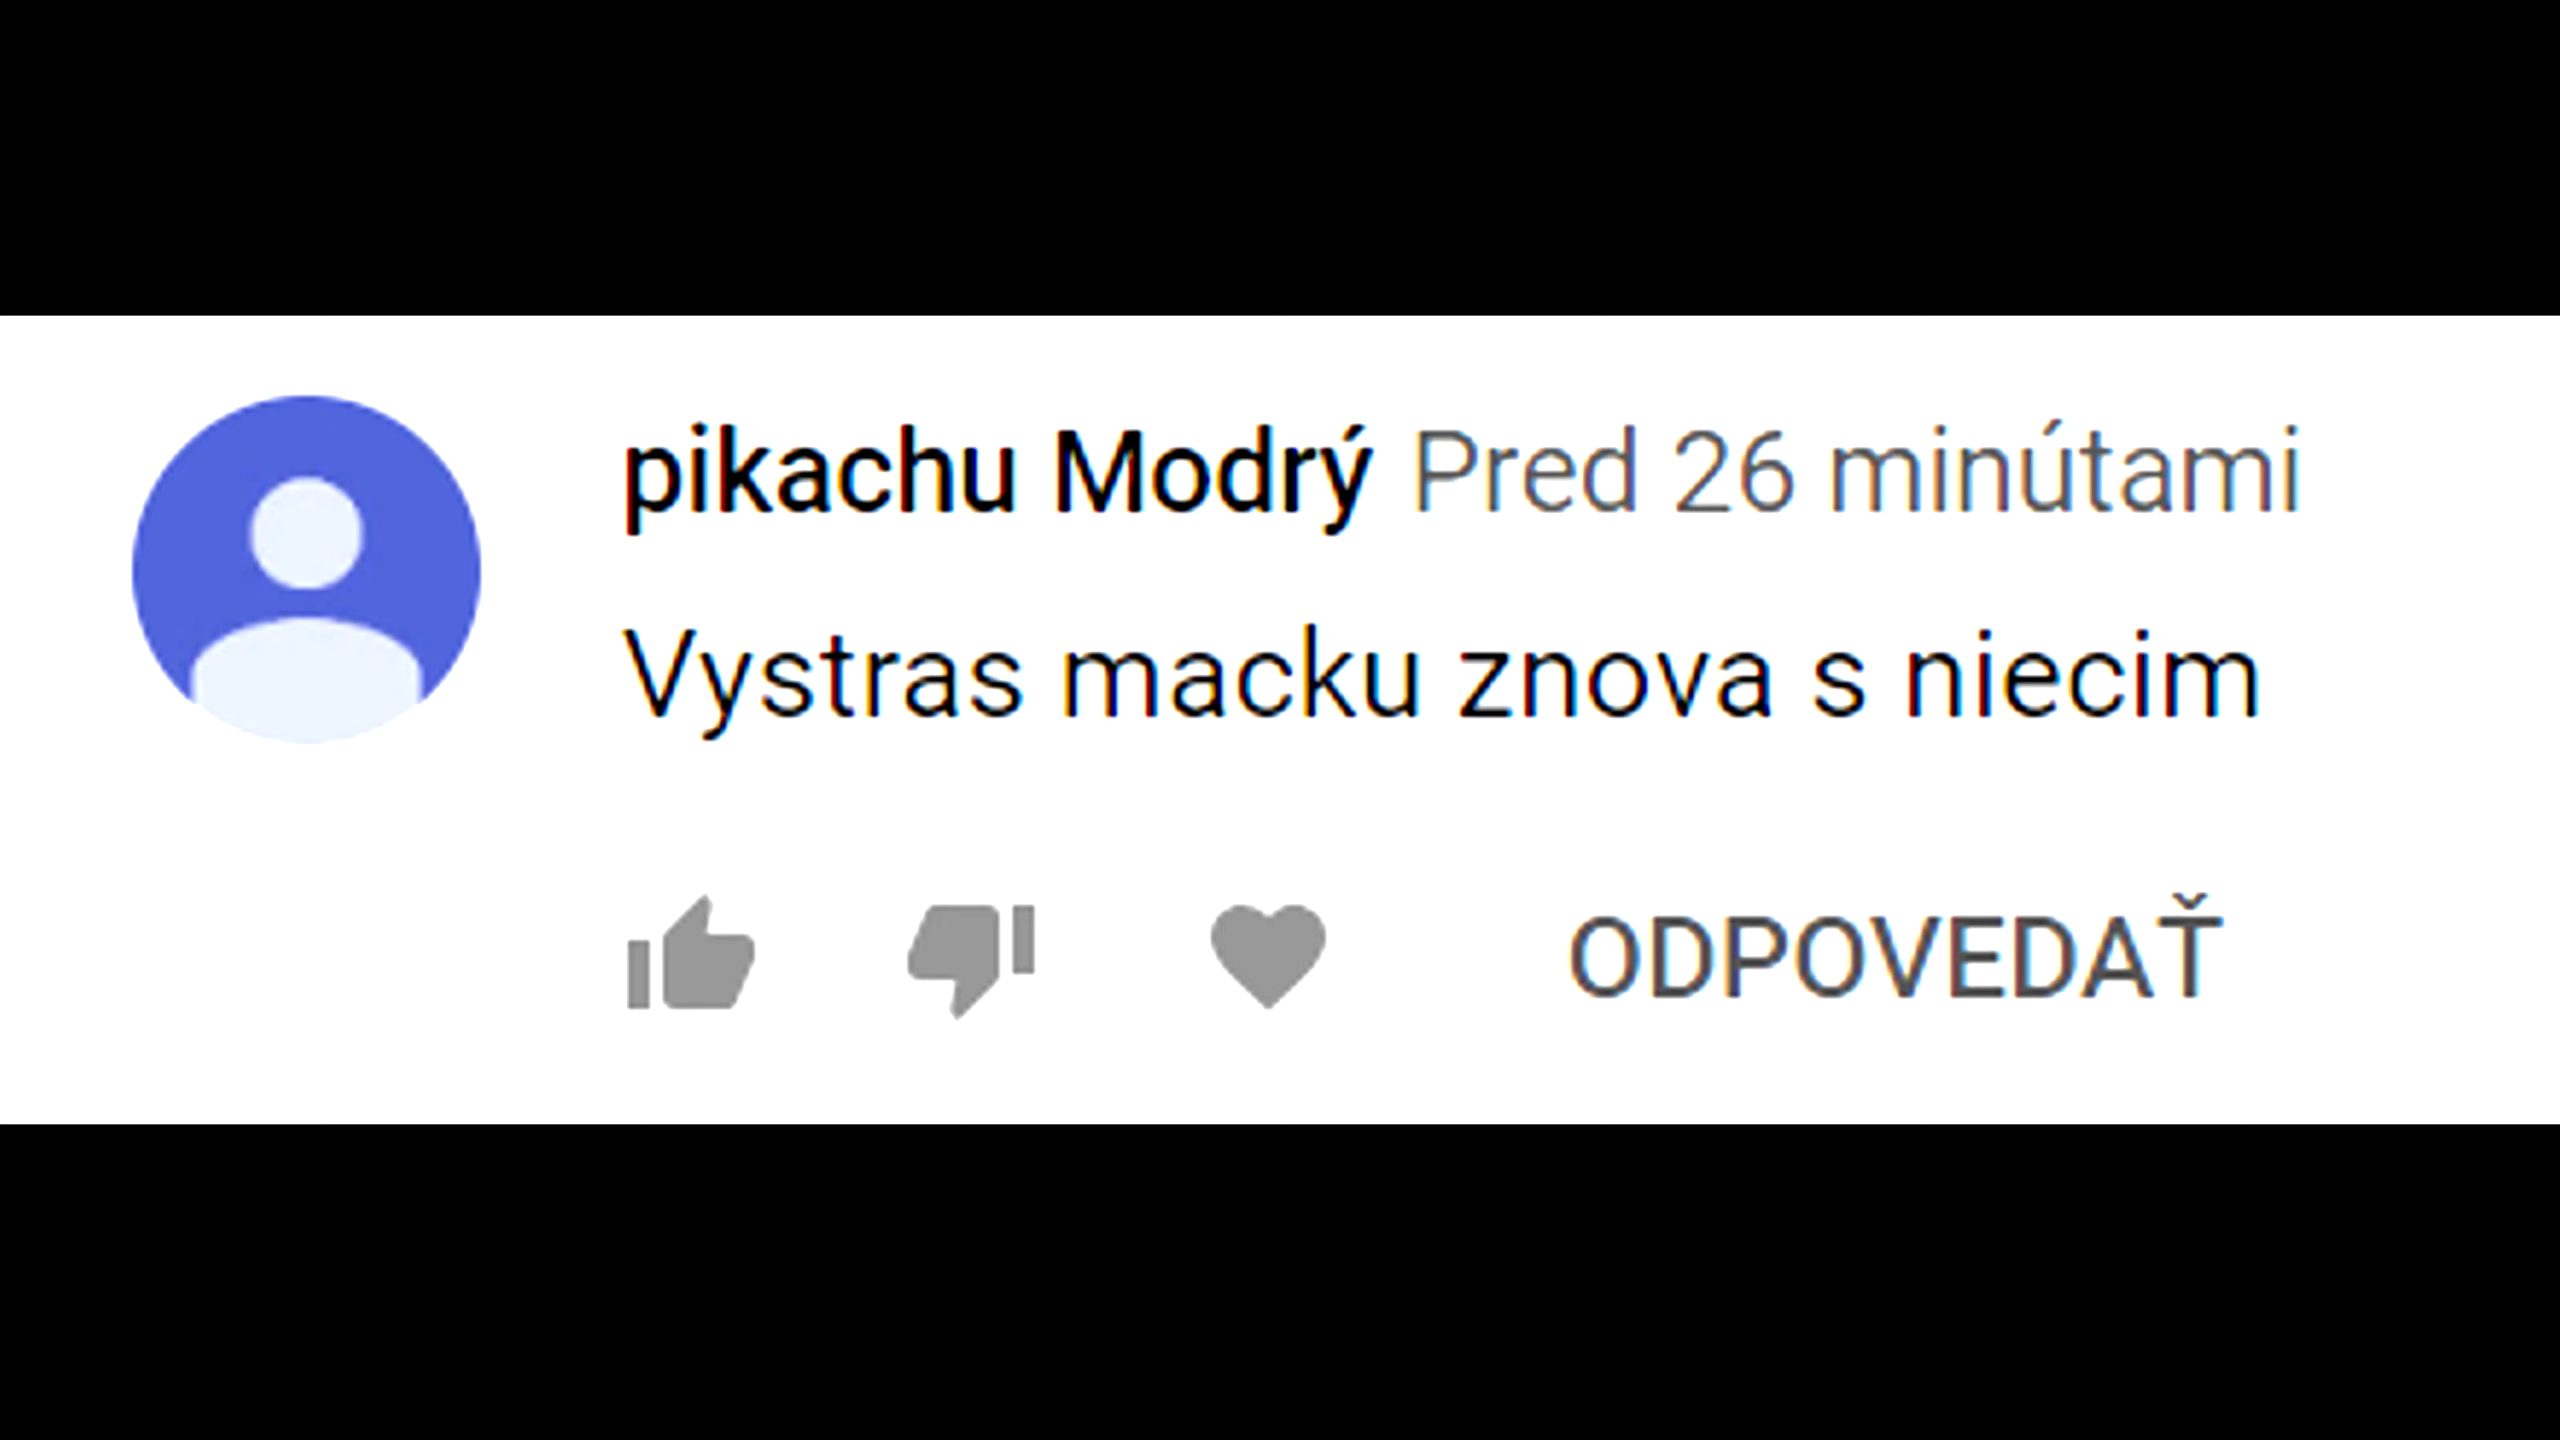 pikachu Modrý Pred 26 minútami
Vystras macku znova s niecim
ODPOVEDAŤ